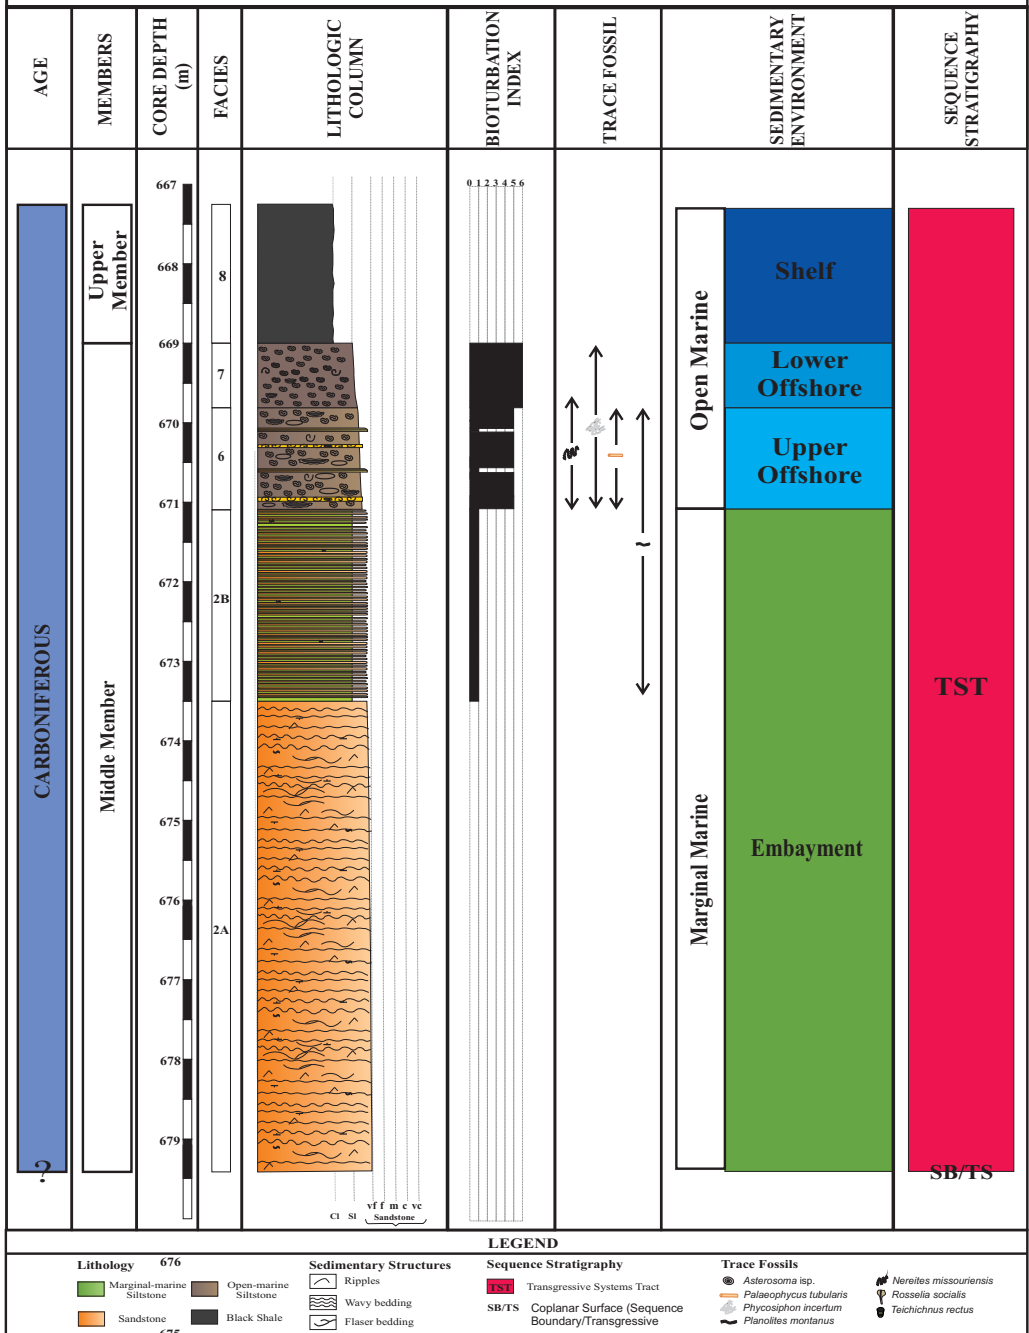 AGE
MEMBERS
CORE DEPTH
(m)
FACIES
LITHOLOGIC
COLUMN
BIOTURBATION
INDEX
TRACE FOSSIL
SEDIMENTARY
ENVIRONMENT
SEQUENCE
STRATIGRAPHY
CARBONIFEROUS
?
Upper
Member
Middle Member
667
668
669
670
671
672
673
674
675
676
677
678
679
8
7
6
2B
2A
0 1 2 3 4 5 6
Open Marine
Marginal Marine
Shelf
Lower
Offshore
Upper
Offshore
Embayment
TST
SB/TS
Cl Sl vf f m c vc
Sandstone
LEGEND
Lithology 676
Marginal-marine
Siltstone
Open-marine
Siltstone
Sandstone
Black Shale
675
Sedimentary Structures
Ripples
Wavy bedding
Flaser bedding
Sequence Stratigraphy
TST Transgressive Systems Tract
SB/TS Coplanar Surface (Sequence
Boundary/Transgressive
Trace Fossils
Asterosoma isp.
Palaeophycus tubularis
Phycosiphon incertum
Planolites montanus
Nereites missouriensis
Rosselia socialis
Teichichnus rectus